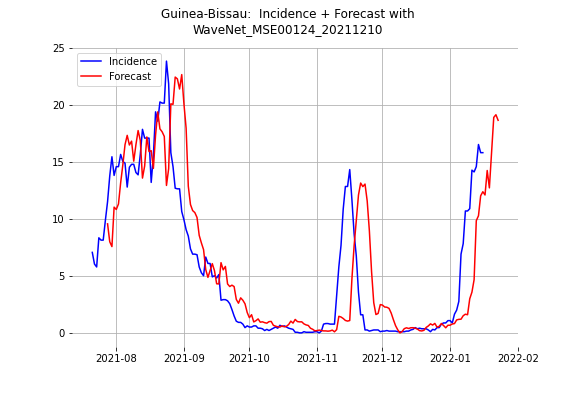 Guinea-Bissau:  Incidence + Forecast with
WaveNet_MSE00124_20211210
Incidence
Forecast
25
20
15
10
5
0
2021-08 2021-09 2021-10 2021-11 2021-12 2022-01 2022-02